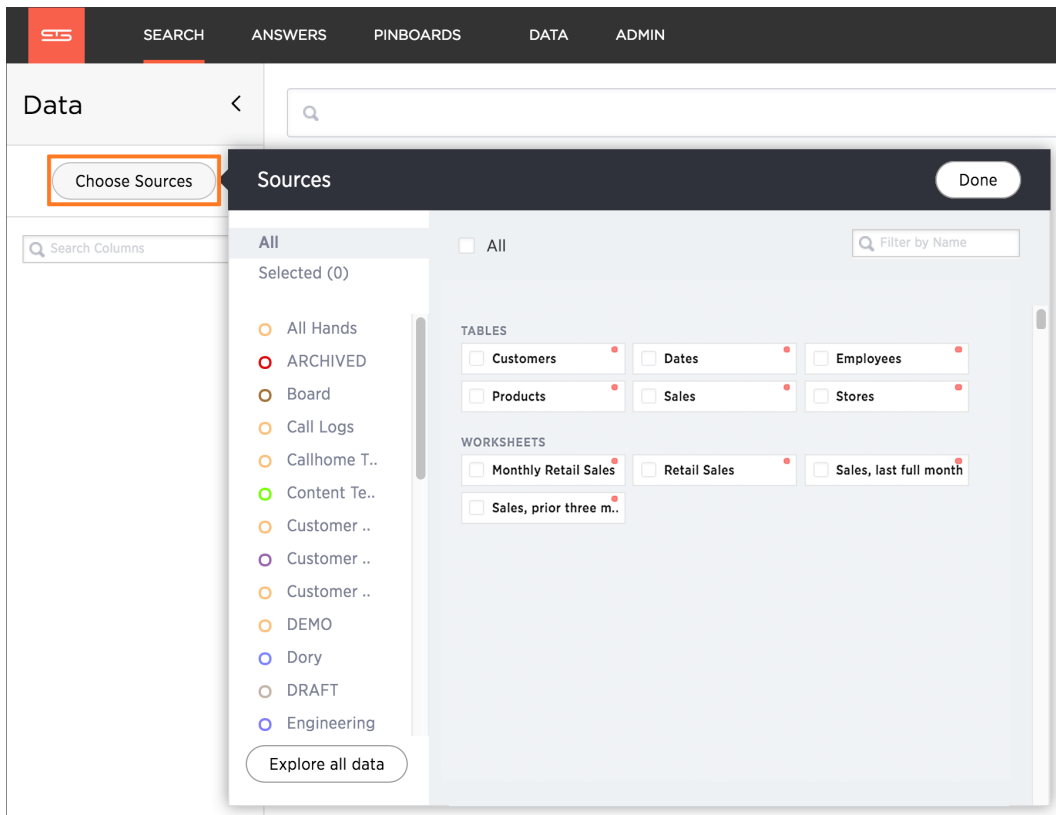 SEARCH ANSWERS PINBOARDS DATA ADMIN
Data
Choose Sources
Search Columns
Sources
Done
All
Selected (0)
All Hands
ARCHIVED
Board
Call Logs
Callhome T..
Content Te..
Customer ..
Customer ..
Customer ..
DEMO
Dory
DRAFT
Engineering
Explore all data
All
Filter by Name
TABLES
Customers Dates Employees
Products Sales Stores
WORKSHEETS
Monthly Retail Sales Retail Sales Sales, last full month
Sales, prior three m..